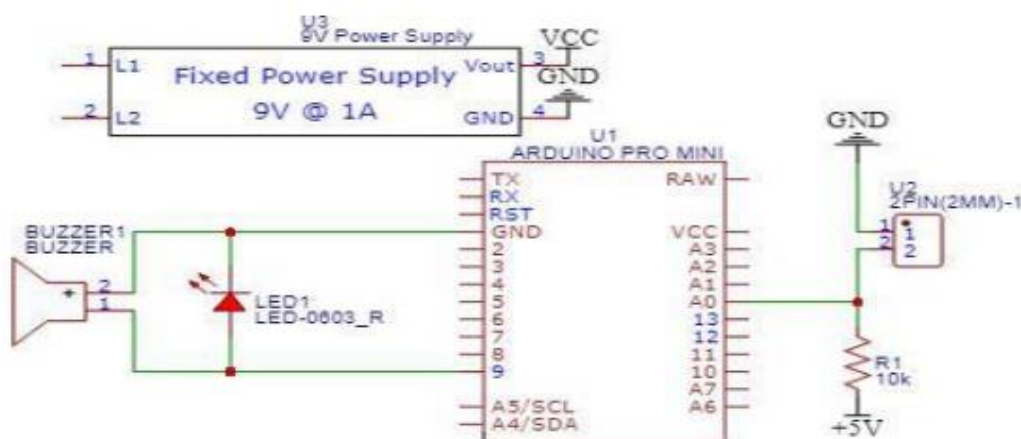 U3
9V Power Supply
1 L1
Vout 3
VCC
Fixed Power Supply
GND
2 L2
9V @ 1A
GND 4
U1
ARDUINO PRO MINI
TX
RAW
RX
RST
GND
VCC
2
A3
3
A2
4
A1
5
A0
6
13
7
12
8
11
9
10
A7
A5/SCL
A6
A4/SDA
BUZZER1
BUZZER
+
2
1
LED1
LED-0603_R
GND
U2
2PIN(2MM)-1
1 1
2 2
R1
10k
+5V